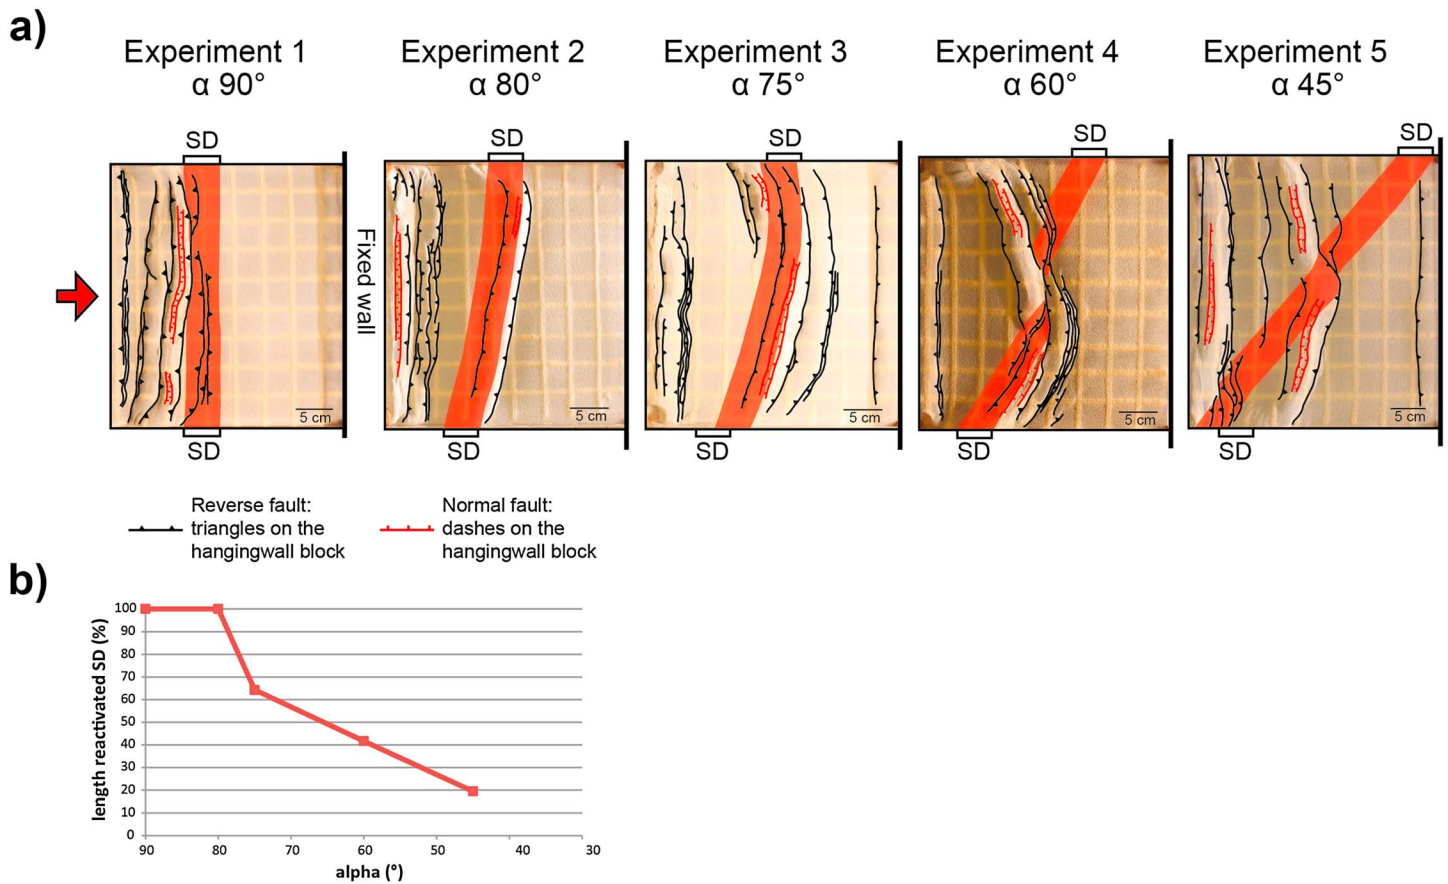 a)
Experiment 1
α 90°
Experiment 2
α 80°
Experiment 3
α 75°
Experiment 4
α 60°
Experiment 5
α 45°
SD
SD
SD
SD
SD
Fixed wall
5 cm
5 cm
5 cm
5 cm
5 cm
SD
SD
SD
SD
SD
Reverse fault:
triangles on the
hangingwall block
Normal fault:
dashes on the
hangingwall block
b)
length reactivated SD (%)
100
90
80
70
60
50
40
30
20
10
0
90 80 70 60 50 40 30
alpha (°)